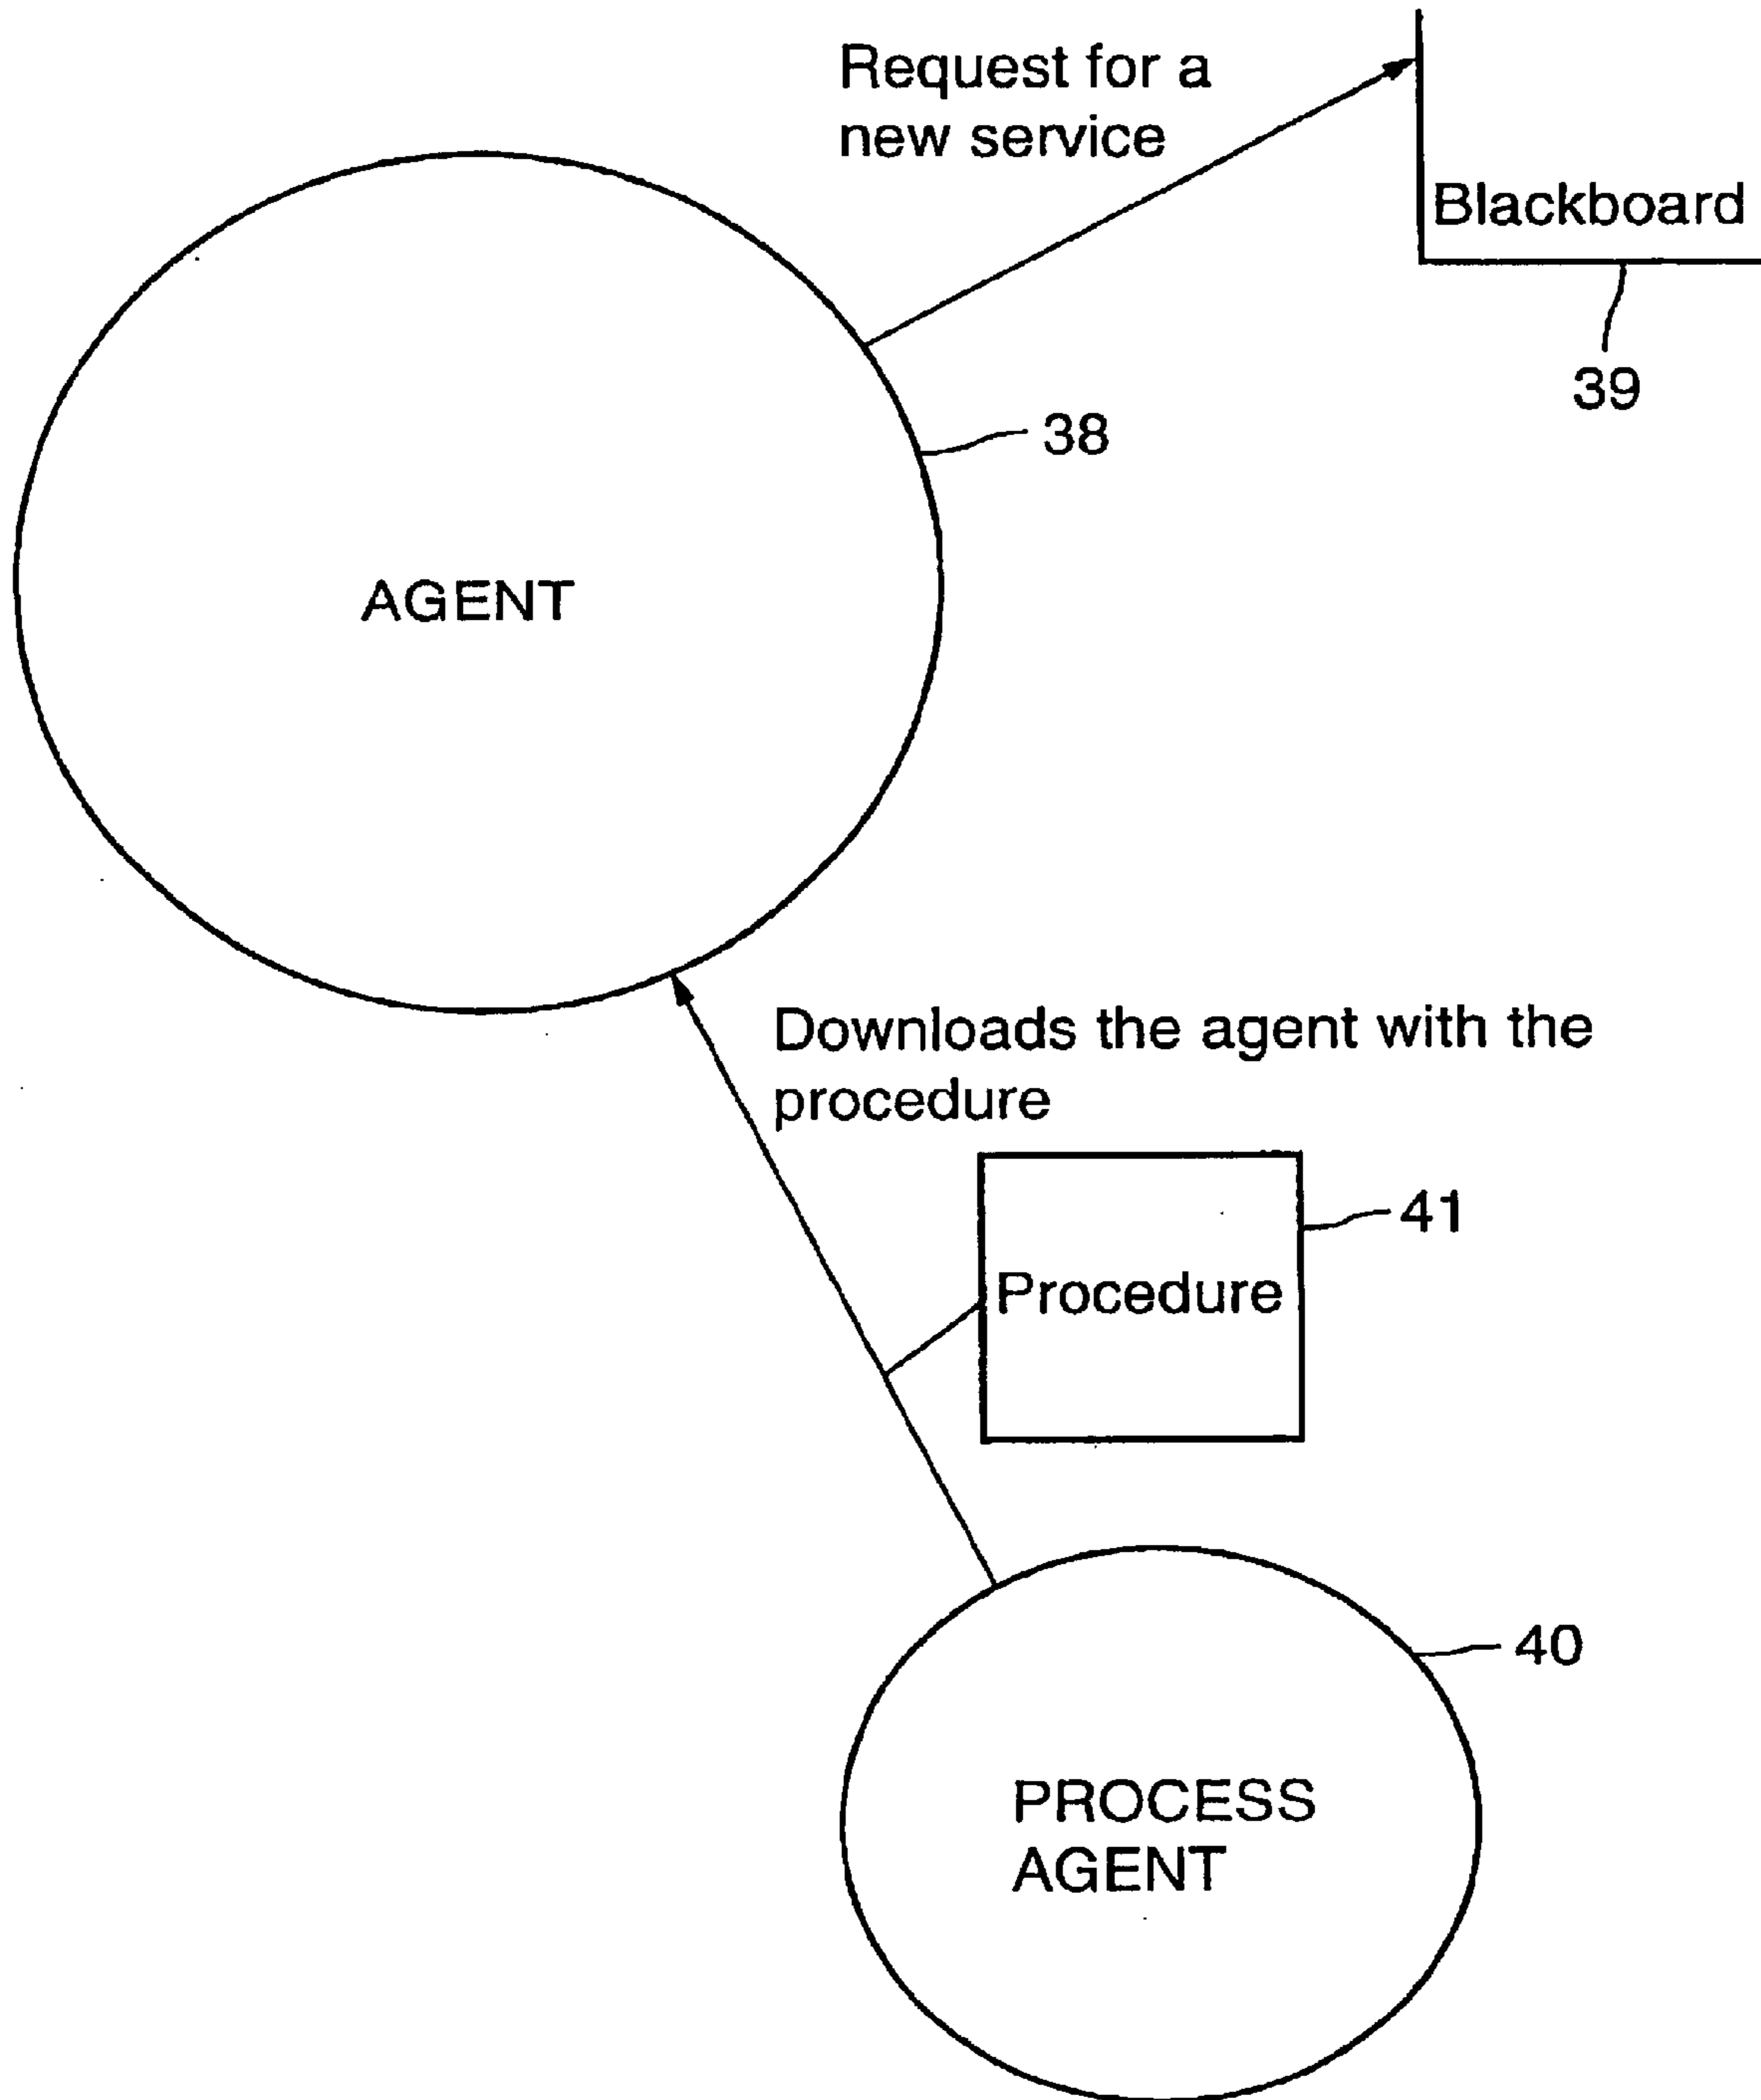 Request for a
new service
Blackboard
39
38
AGENT
Downloads the agent with the
procedure
41
Procedure
40
PROCESS
AGENT